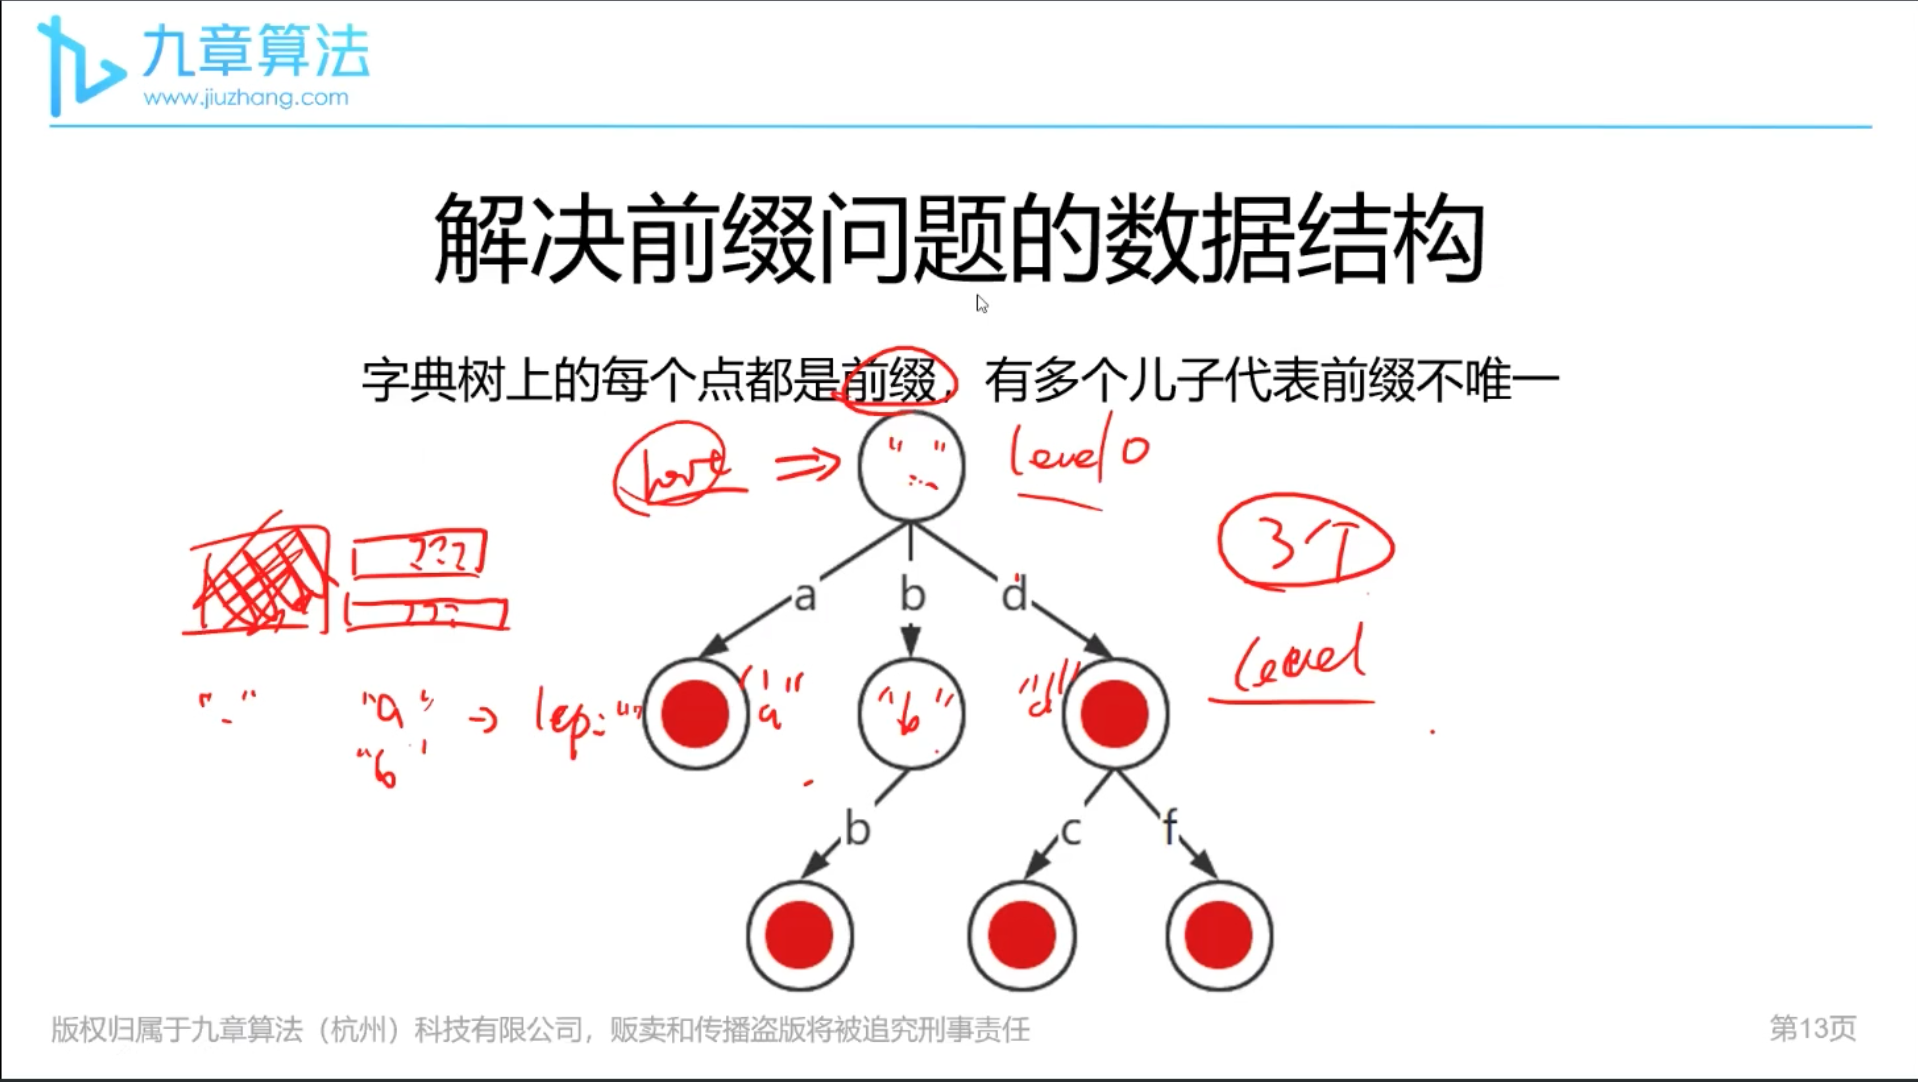 九章算法
www.jiuzhang.com
解决前缀问题的数据结构
字典树上的每个点都是前缀，有多个儿子代表前缀不唯一
" "
level 0
3个
???
???
a
b
d
level
" "
"a"
→ lcp: ""
"a"
"b"
"d"
"b"
b
c
f
版权归属于九章算法（杭州）科技有限公司，贩卖和传播盗版将被追究刑事责任
第13页